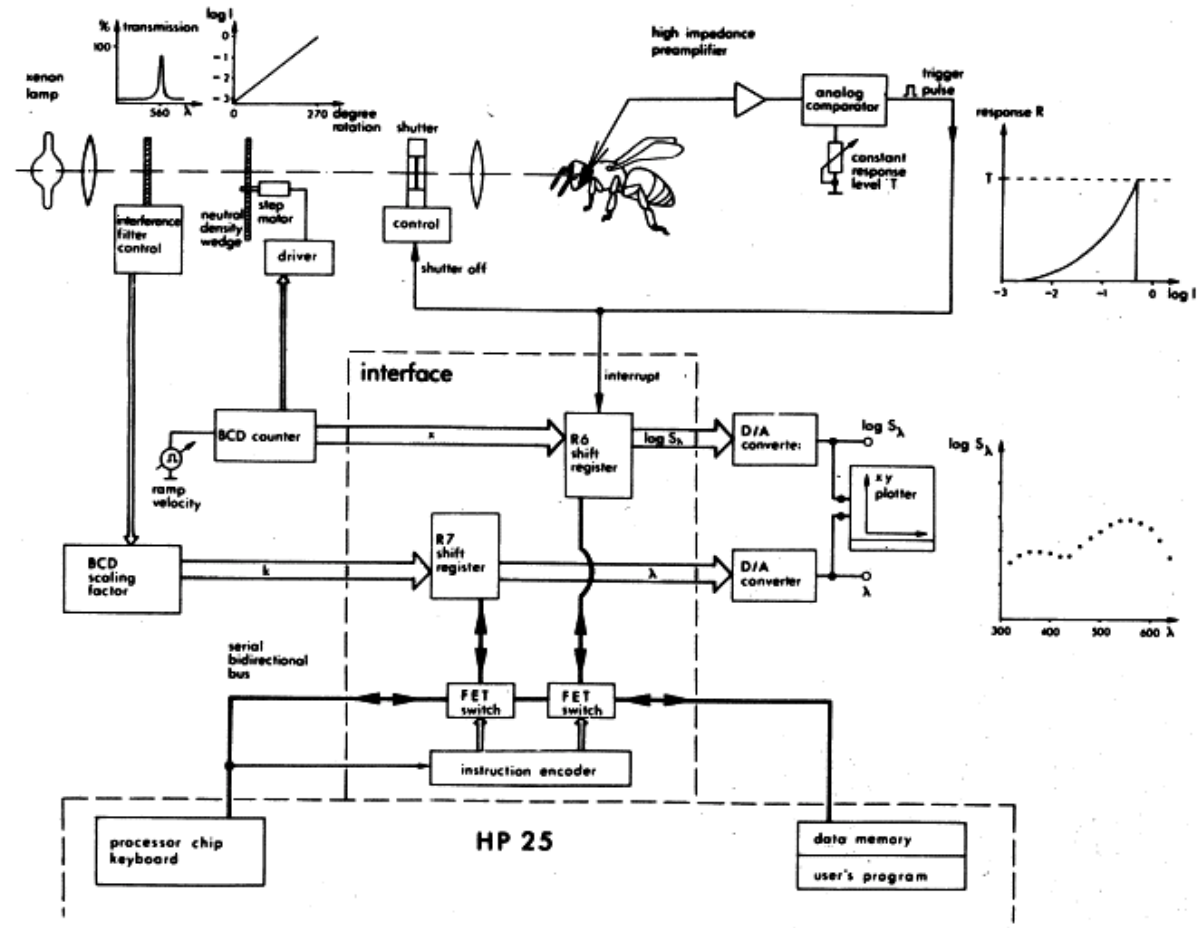 % transmission
100
560
λ
log I
0
−1
−2
−3
0
270
degree
rotation
xenon
lamp
high impedance
preamplifier
analog
comparator
trigger
pulse
constant
response
level T
response R
T
−3
−2
−1
0
log I
shutter
neutral
density
wedge
step
motor
interference
filter
control
driver
control
shutter off
interface
interrupt
BCD counter
x
R6
shift
register
log Sλ
D/A
converter
log Sλ
ramp
velocity
xy
plotter
BCD
scaling
factor
k
R7
shift
register
λ
D/A
converter
λ
log Sλ
300
400
500
600
λ
serial
bidirectional
bus
FET
switch
FET
switch
instruction encoder
processor chip
keyboard
HP 25
data memory
user's program